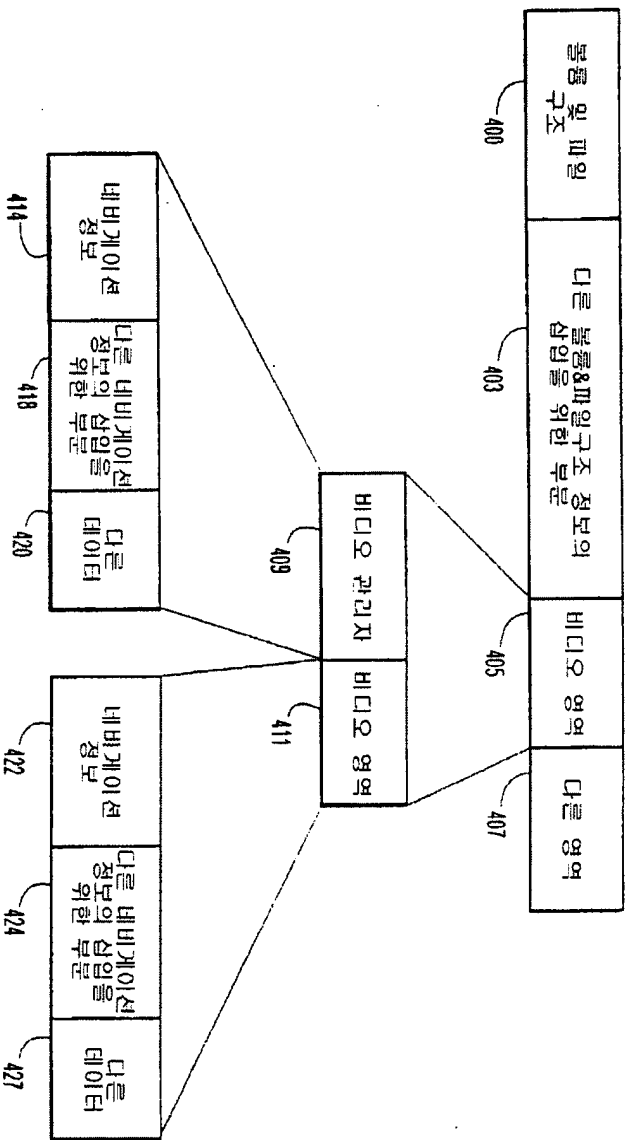 볼륨 및 파일
구조
400
다른 볼륨&파일구조 정보의
삽입을 위한 부분
403
비디오 영역
405
다른 영역
407
비디오 관리자
409
비디오 영역
411
네비게이션
정보
414
다른 네비게이션
정보의 삽입을
위한 부분
418
다른
데이터
420
네비게이션
정보
422
다른 네비게이션
정보의 삽입을
위한 부분
424
다른
데이터
427